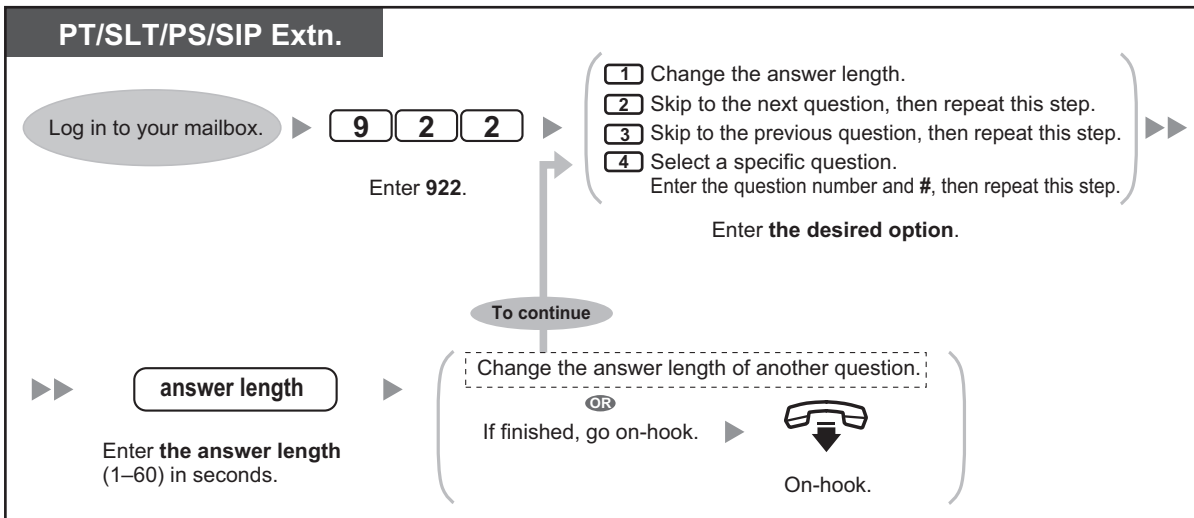 PT/SLT/PS/SIP Extn.
Log in to your mailbox.
9 2 2
Enter 922.
1 Change the answer length.
2 Skip to the next question, then repeat this step.
3 Skip to the previous question, then repeat this step.
4 Select a specific question.
Enter the question number and #, then repeat this step.
Enter the desired option.
To continue
answer length
Enter the answer length
(1–60) in seconds.
Change the answer length of another question.
OR
If finished, go on-hook.
On-hook.